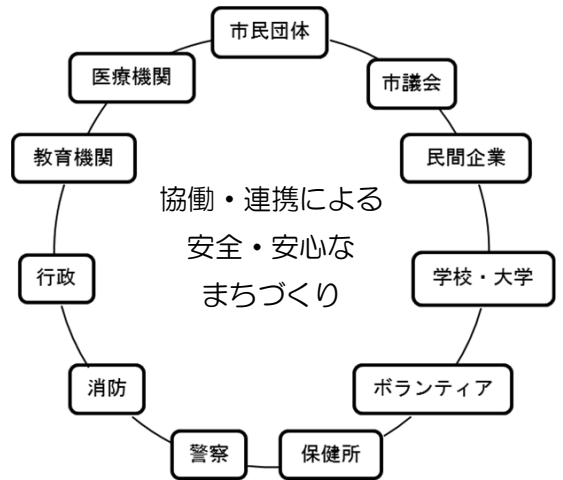 市民団体
医療機関
市議会
教育機関
民間企業
協働・連携による
安全・安心な
まちづくり
行政
学校・大学
消防
ボランティア
警察
保健所